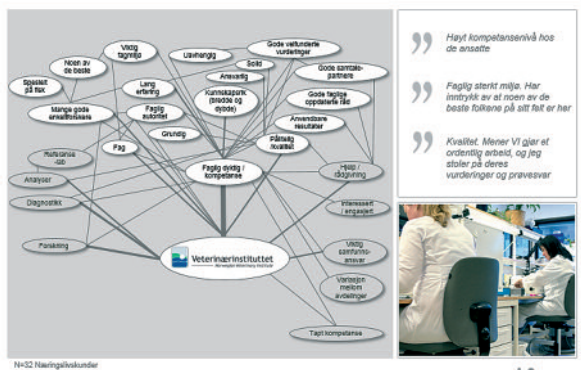 Viktig
fagmiljø
Uavhengig
Gode velfunderte
vurderinger
Noen av
de beste
Solid
Ansvarlig
Gode samtale-
partnere
Spesielt
på fisk
Lang
erfaring
Kunnskapsrik
(bredde og
dybde)
Gode faglige
oppdaterte råd
Mange gode
enkeltforskere
Faglig
autoritet
Anvendbare
resultater
Grundig
Pålitelig
/kvalitet
Fag
Referanse
-lab
Faglig dyktig /
kompetanse
Hjelp /
rådgivning
Analyser
Diagnostikk
Interessert
/ engasjert
Forskning
Veterinærinstituttet
Norwegian Veterinary Institute
Viktig
samfunns-
ansvar
Variasjon
mellom
avdelinger
Tapt kompetanse
N=32 Næringslivskunder
Høyt kompetansenivå hos
de ansatte
Faglig sterkt miljø. Har
inntrykk av at noen av de
beste folkene på sitt felt er her
Kvalitet. Mener VI gjør et
ordentlig arbeid, og jeg
stoler på deres
vurderinger og prøvesvar